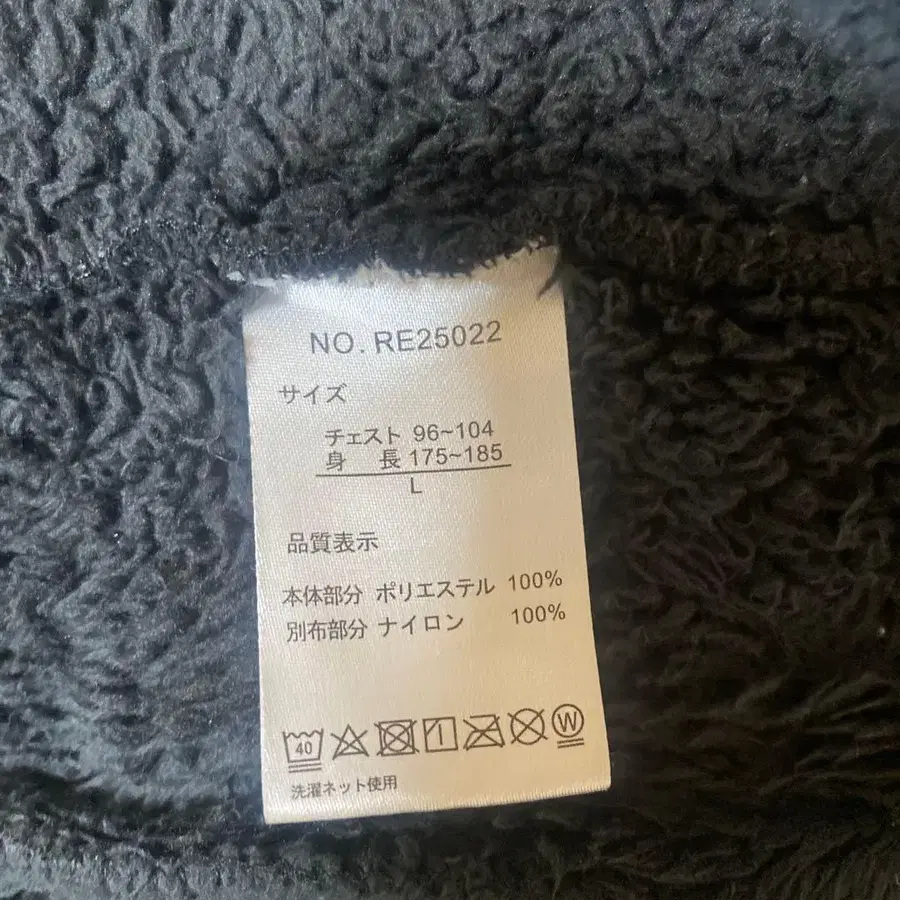 NO. RE25022
サイズ
チェスト 96~104
身 長 175~185
L
品質表示
本体部分 ポリエステル 100%
別布部分 ナイロン 100%
40 W
洗濯ネット使用